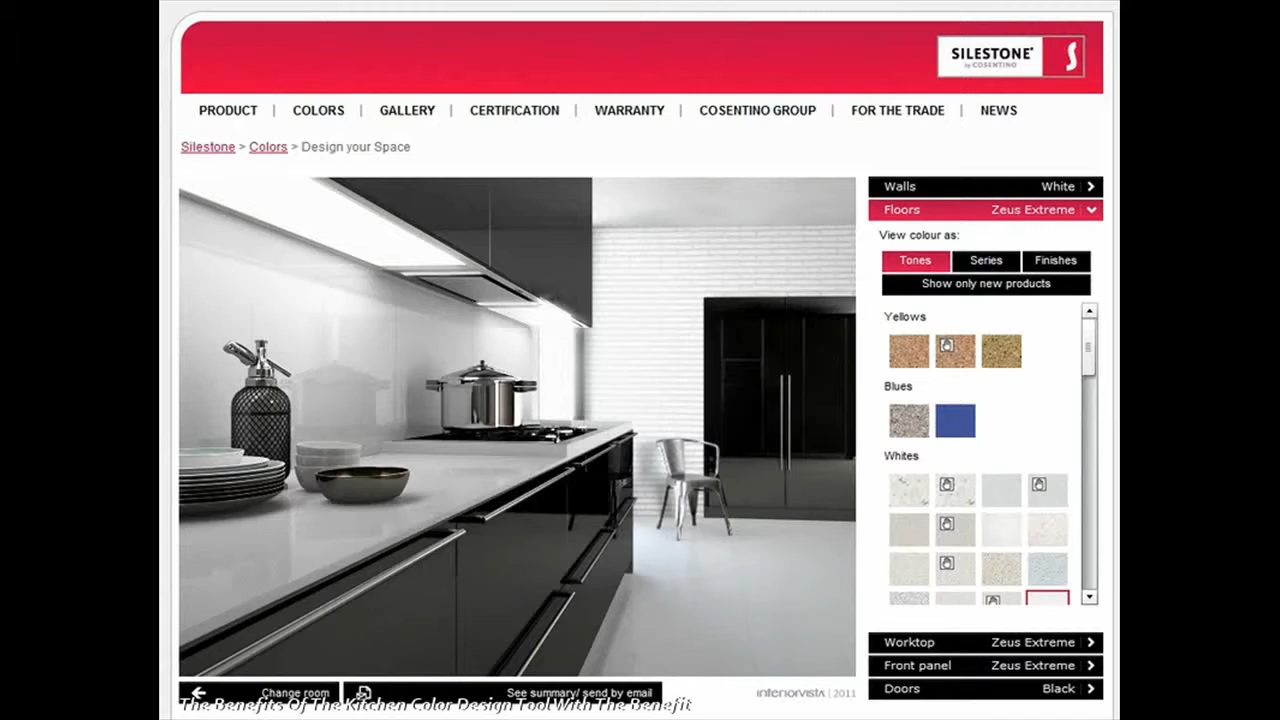 SILESTONE®
by COSENTINO
PRODUCT | COLORS | GALLERY | CERTIFICATION | WARRANTY | COSENTINO GROUP | FOR THE TRADE | NEWS
Silestone > Colors > Design your Space
Walls White
Floors Zeus Extreme
View colour as:
Tones Series Finishes
Show only new products
Yellows
Blues
Whites
Worktop Zeus Extreme
Front panel Zeus Extreme
Doors Black
Change room
See summary/ send by email
interiorvista | 2011
The Benefits Of The Kitchen Color Design Tool With The Benefit